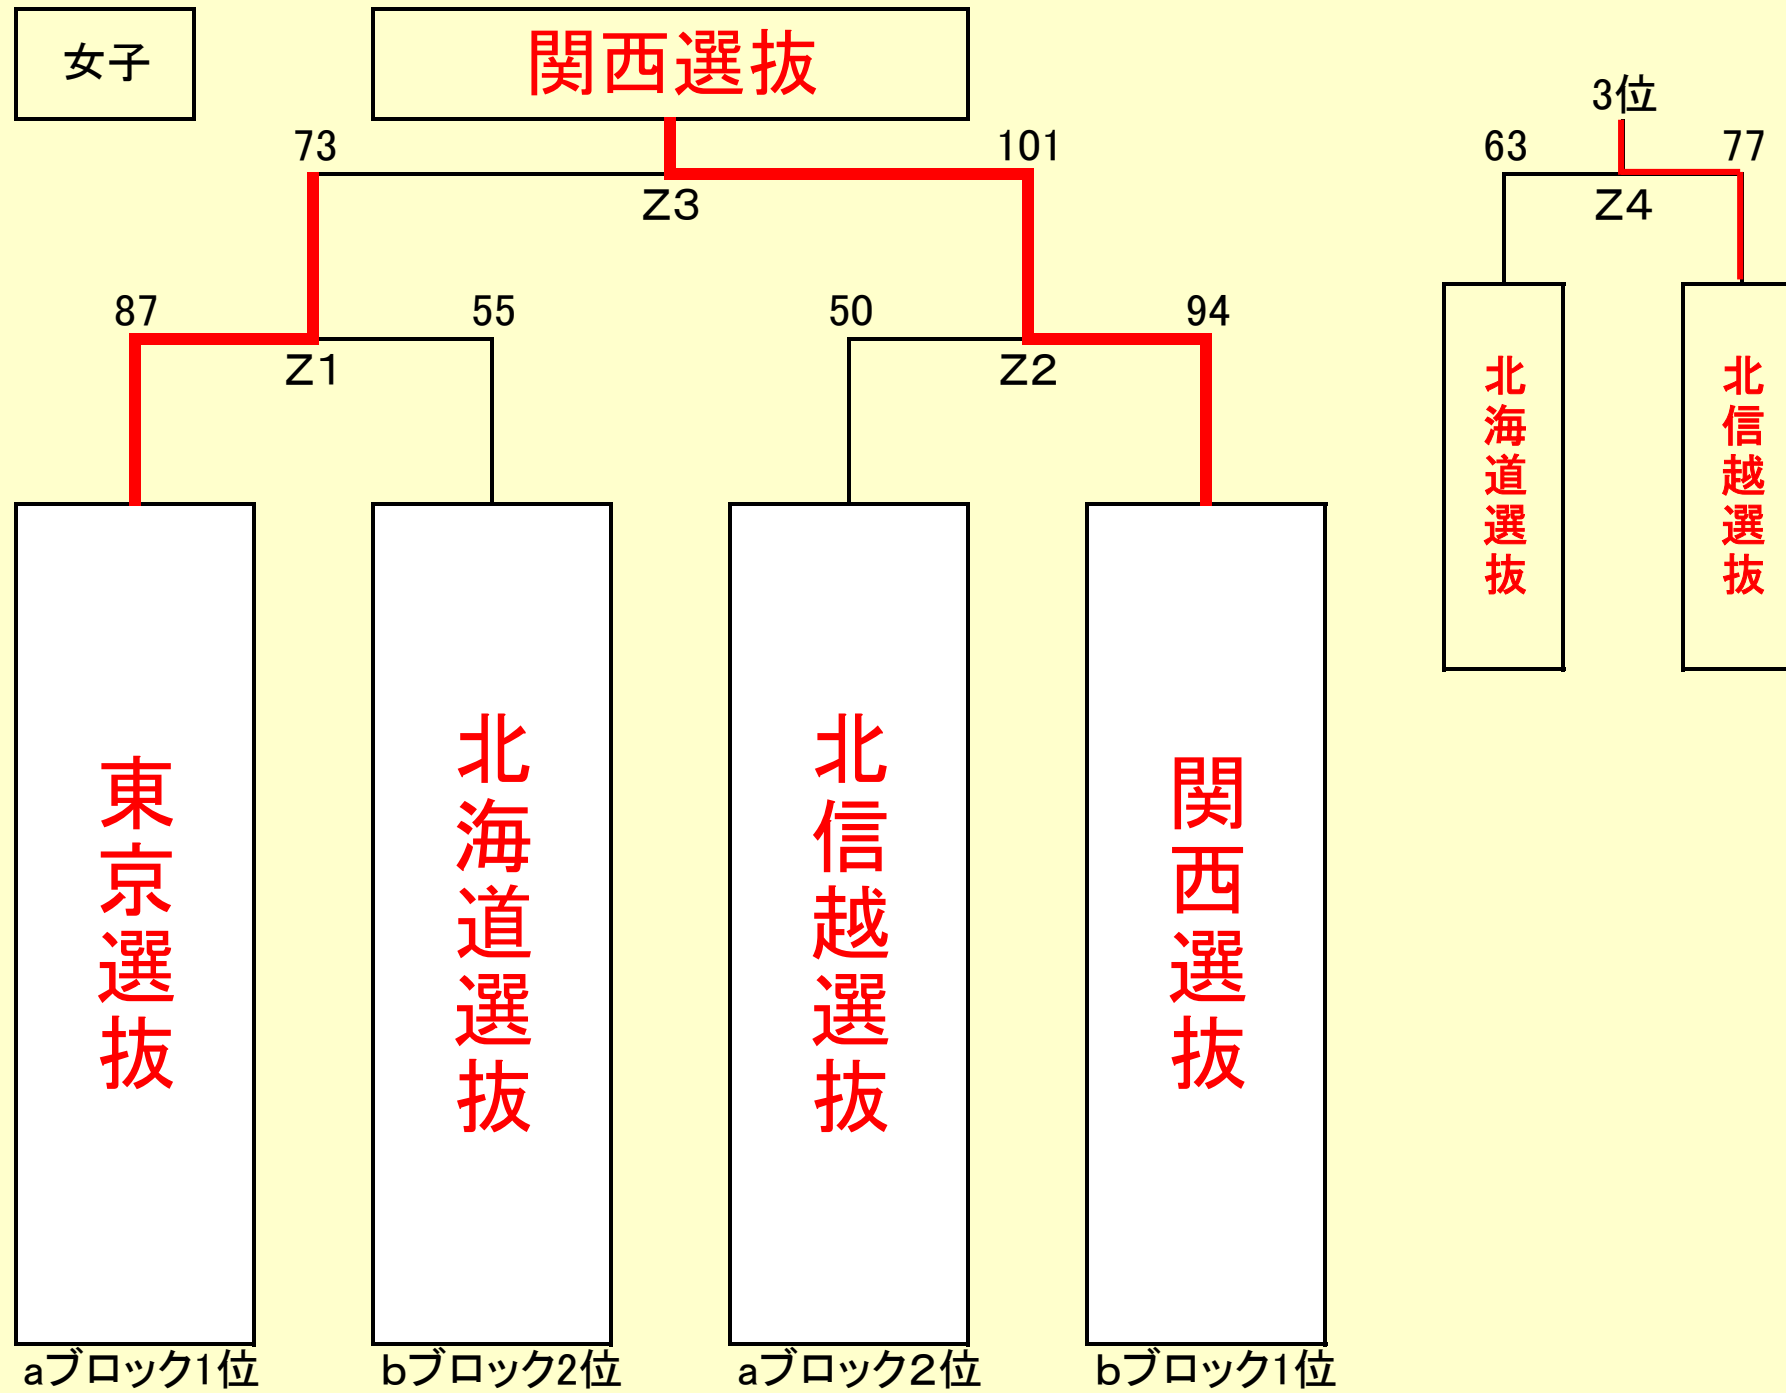 女子
関西選抜
3位
73
101
63
77
Z3
Z4
87
55
50
94
Z1
Z2
北海道選抜
北信越選抜
東京選抜
北海道選抜
北信越選抜
関西選抜
aブロック1位
bブロック2位
aブロック２位
bブロック1位